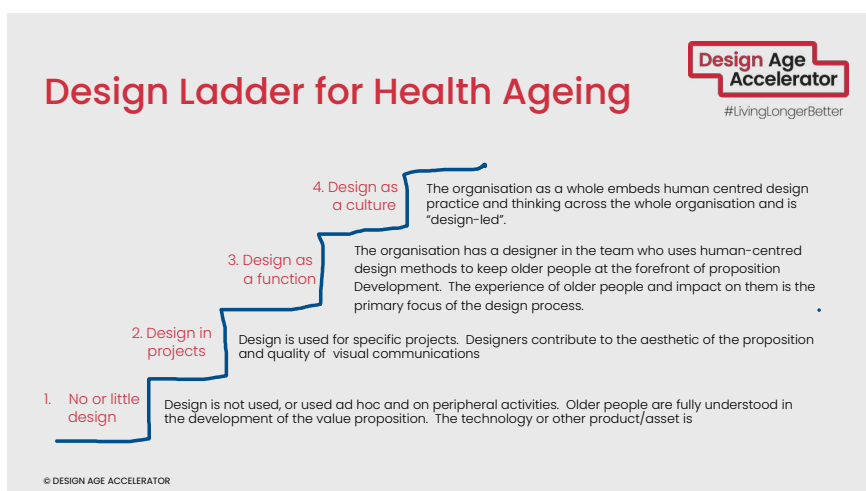 Design Ladder for Health Ageing
Design Age
Accelerator
#LivingLongerBetter
4. Design as
a culture
The organisation as a whole embeds human centred design
practice and thinking across the whole organisation and is
“design-led”.
3. Design as
a function
The organisation has a designer in the team who uses human-centred
design methods to keep older people at the forefront of proposition
Development. The experience of older people and impact on them is the
primary focus of the design process.
2. Design in
projects
Design is used for specific projects. Designers contribute to the aesthetic of the proposition
and quality of visual communications
1. No or little
design
Design is not used, or used ad hoc and on peripheral activities. Older people are fully understood in
the development of the value proposition. The technology or other product/asset is
© DESIGN AGE ACCELERATOR